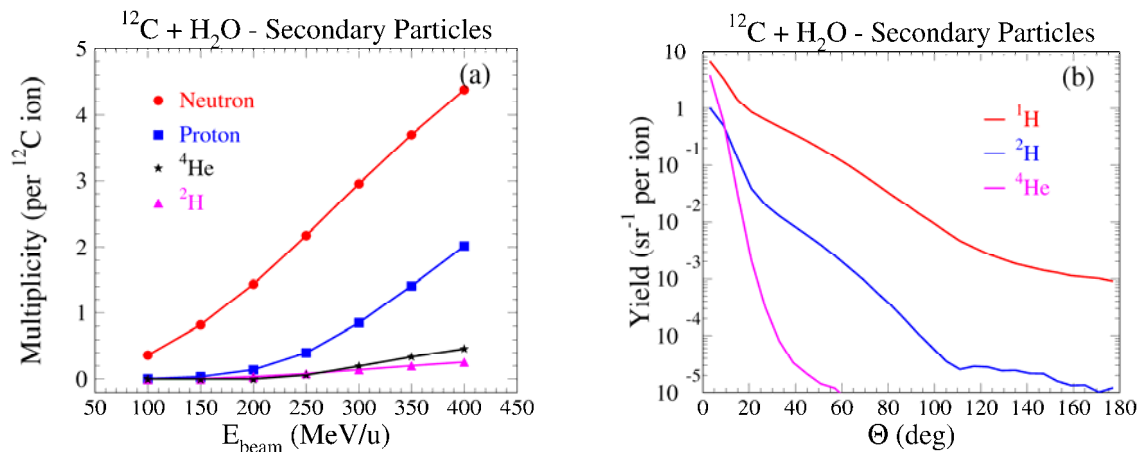 ¹²C + H₂O - Secondary Particles
(a)
Neutron
Proton
⁴He
²H
Multiplicity (per ¹²C ion)
5
4
3
2
1
0
50 100 150 200 250 300 350 400 450
E_beam (MeV/u)
¹²C + H₂O - Secondary Particles
(b)
¹H
²H
⁴He
Yield (sr⁻¹ per ion)
10
1
10⁻¹
10⁻²
10⁻³
10⁻⁴
10⁻⁵
0 20 40 60 80 100 120 140 160 180
Θ (deg)